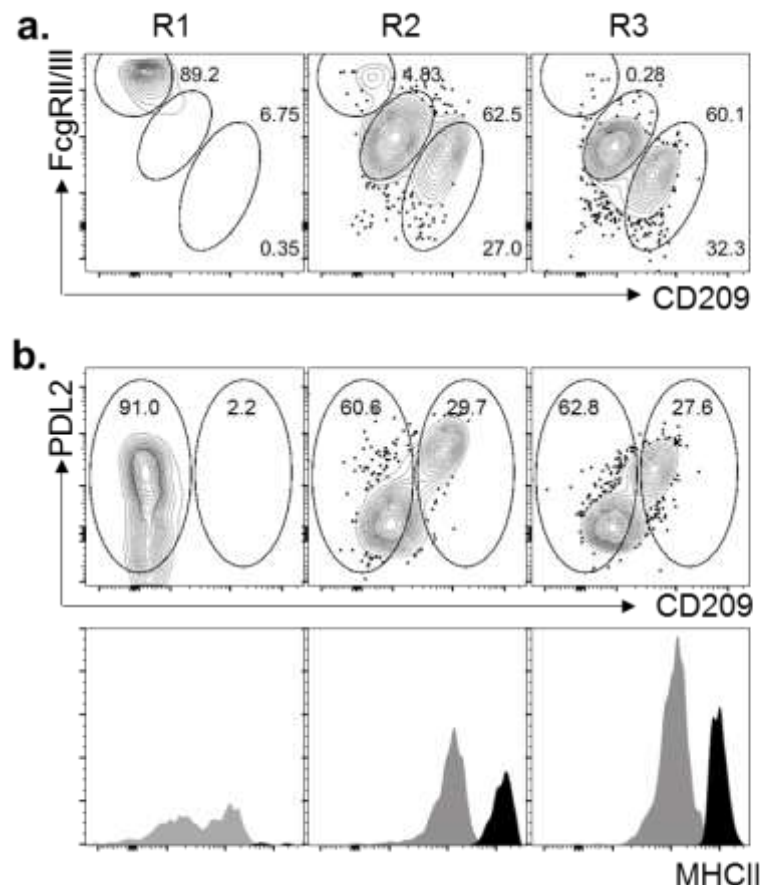 a.
R1 R2 R3
FcgRII/III
89.2 4.83 0.28
6.75 62.5 60.1
0.35 27.0 32.3
CD209
b.
PDL2
91.0 2.2 60.6 29.7 62.8 27.6
CD209
MHCII